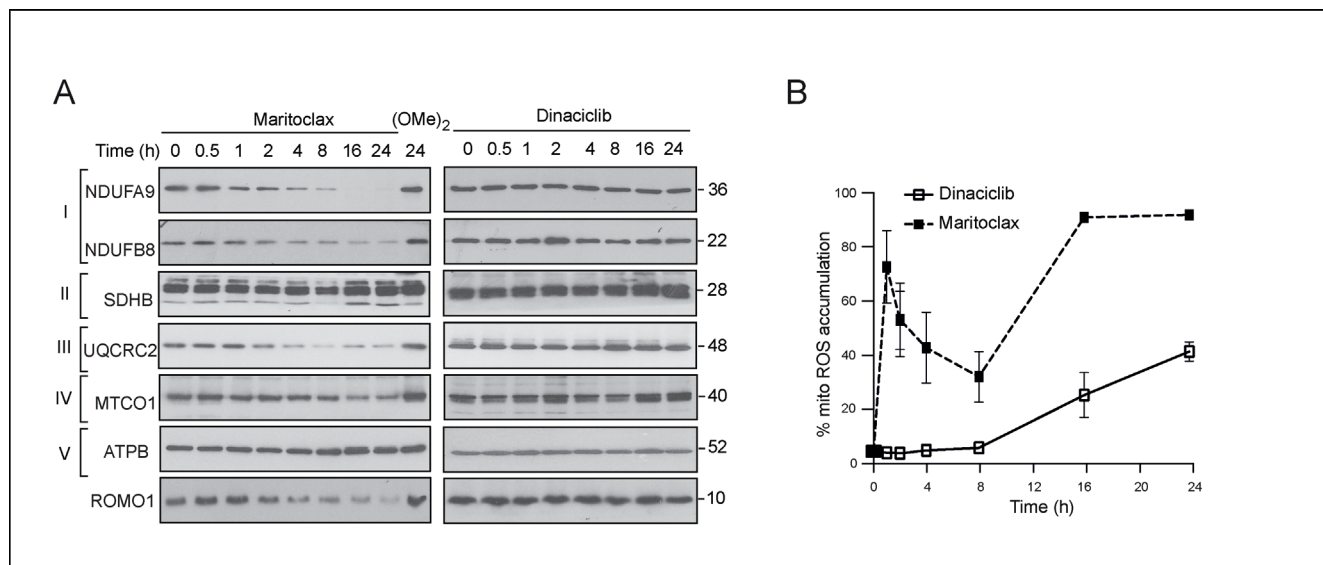 A
Maritoclax (OMe)2 Dinaciclib
Time (h) 0 0.5 1 2 4 8 16 24 24 0 0.5 1 2 4 8 16 24
I
NDUFA9 -36
NDUFB8 -22
II SDHB -28
III UQCRC2 -48
IV MTCO1 -40
V ATPB -52
ROMO1 -10
B
Dinaciclib
Maritoclax
% mito ROS accumulation
100
80
60
40
20
0
0 4 8 12 16 20 24
Time (h)